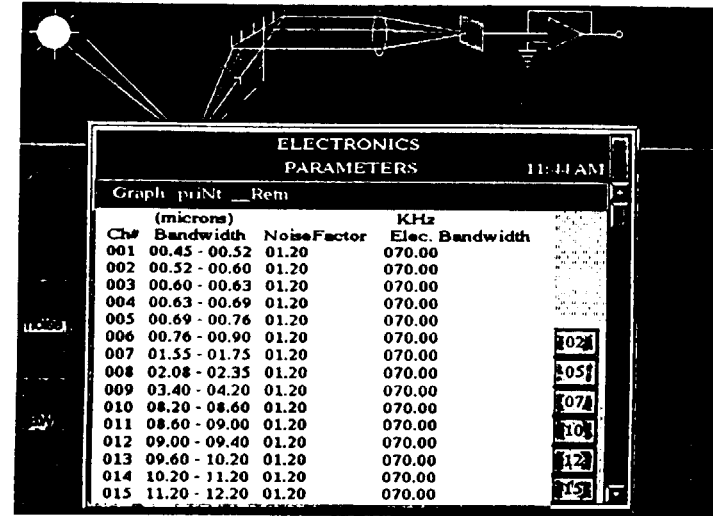 ELECTRONICS
PARAMETERS 11:44 AM
Graph priNt __Retn
(microns) KHz
Ch# Bandwidth NoiseFactor Elec. Bandwidth
001 00.45 - 00.52 01.20 070.00
002 00.52 - 00.60 01.20 070.00
003 00.60 - 00.63 01.20 070.00
004 00.63 - 00.69 01.20 070.00
005 00.69 - 00.76 01.20 070.00
006 00.76 - 00.90 01.20 070.00
007 01.55 - 01.75 01.20 070.00
008 02.08 - 02.35 01.20 070.00
009 03.40 - 04.20 01.20 070.00
010 08.20 - 08.60 01.20 070.00
011 08.60 - 09.00 01.20 070.00
012 09.00 - 09.40 01.20 070.00
013 09.60 - 10.20 01.20 070.00
014 10.20 - 11.20 01.20 070.00
015 11.20 - 12.20 01.20 070.00
02
05
07
10
12
15